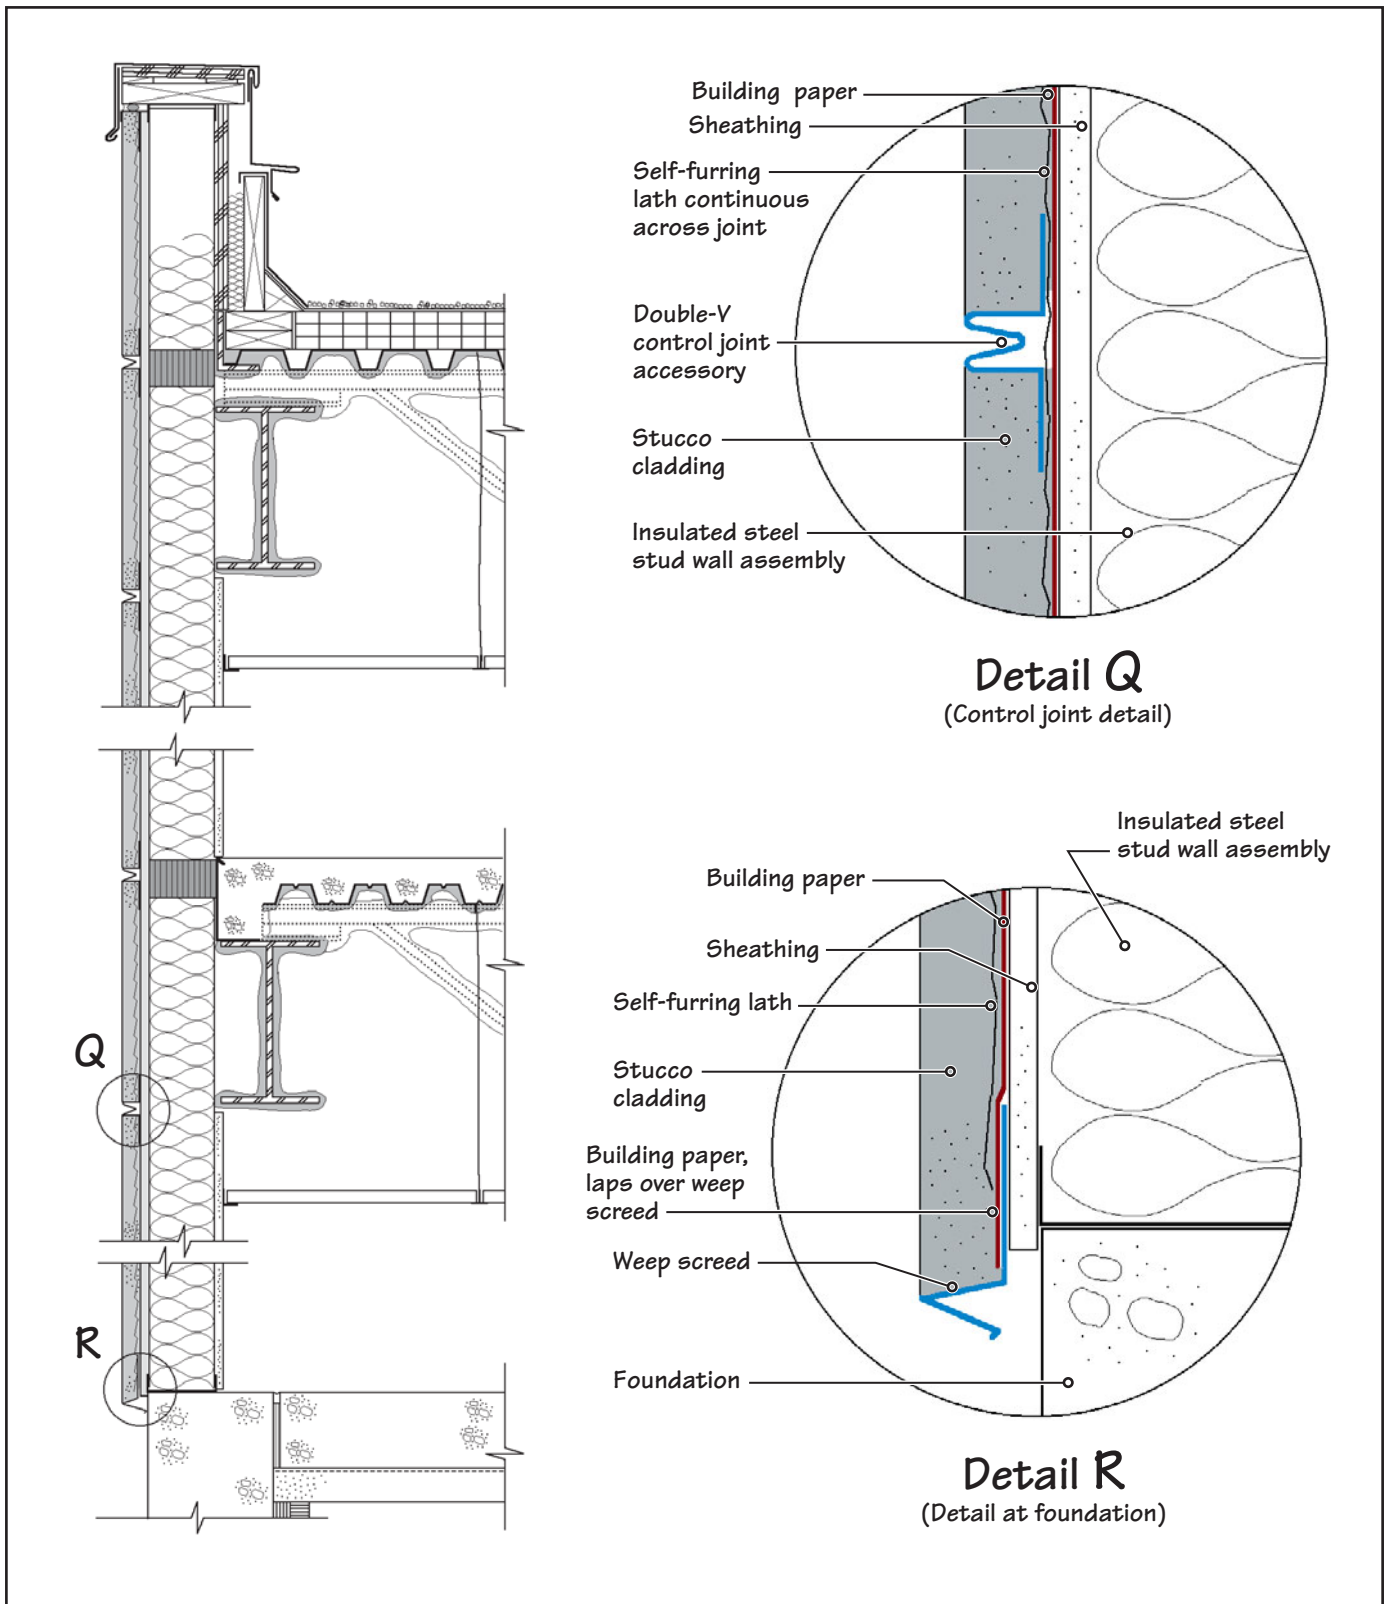 Building paper
Sheathing
Self-furring
lath continuous
across joint
Double-V
control joint
accessory
Stucco
cladding
Insulated steel
stud wall assembly
Detail Q
(Control joint detail)
Q
R
Insulated steel
stud wall assembly
Building paper
Sheathing
Self-furring lath
Stucco
cladding
Building paper,
laps over weep
screed
Weep screed
Foundation
Detail R
(Detail at foundation)